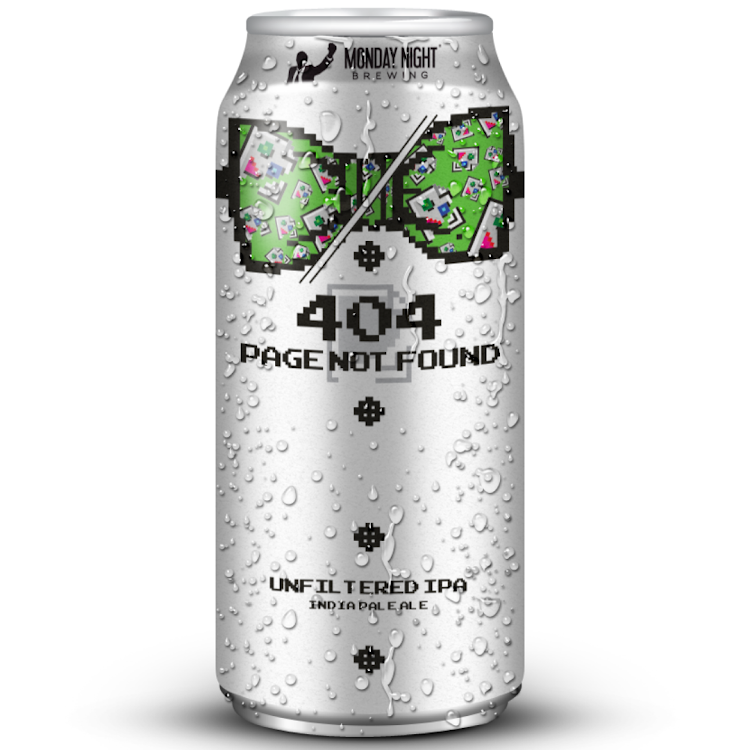 MONDAY NIGHT
BREWING
404
PAGE NOT FOUND
UNFILTERED IPA
INDIA PALE ALE